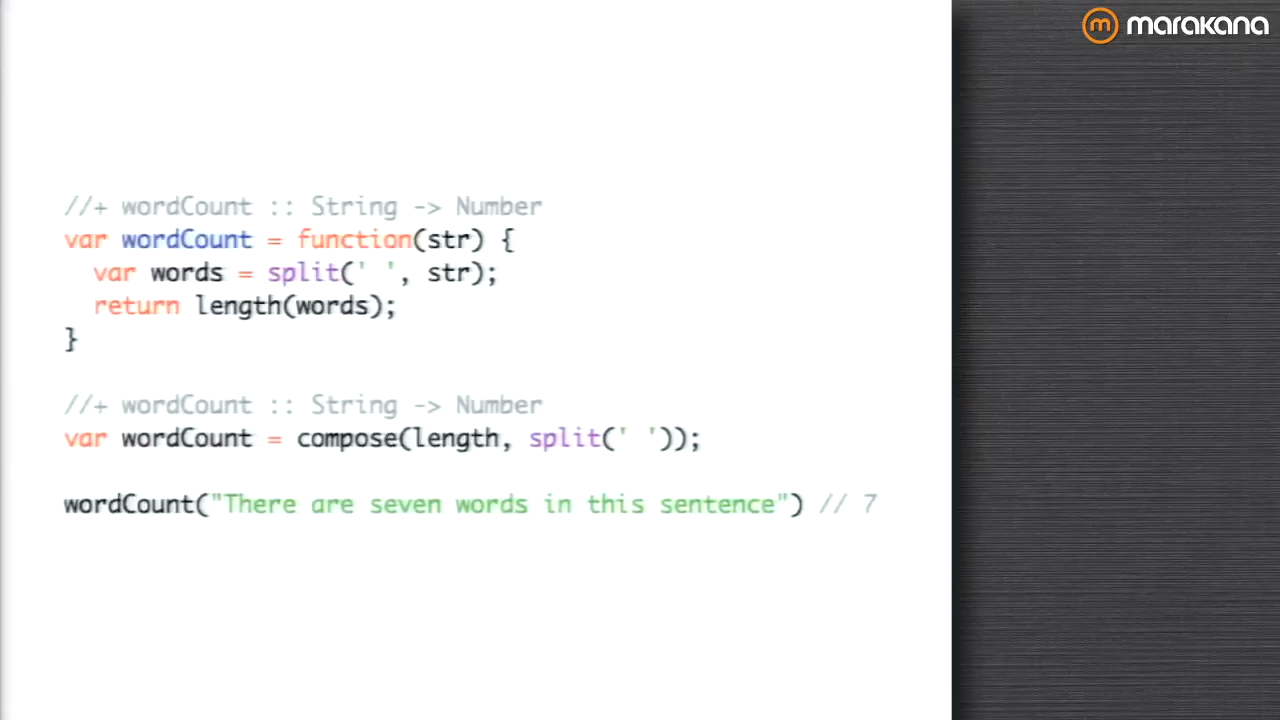 marakana
//+ wordCount :: String -> Number
var wordCount = function(str) {
  var words = split(' ', str);
  return length(words);
}
//+ wordCount :: String -> Number
var wordCount = compose(length, split(' '));
wordCount("There are seven words in this sentence") // 7